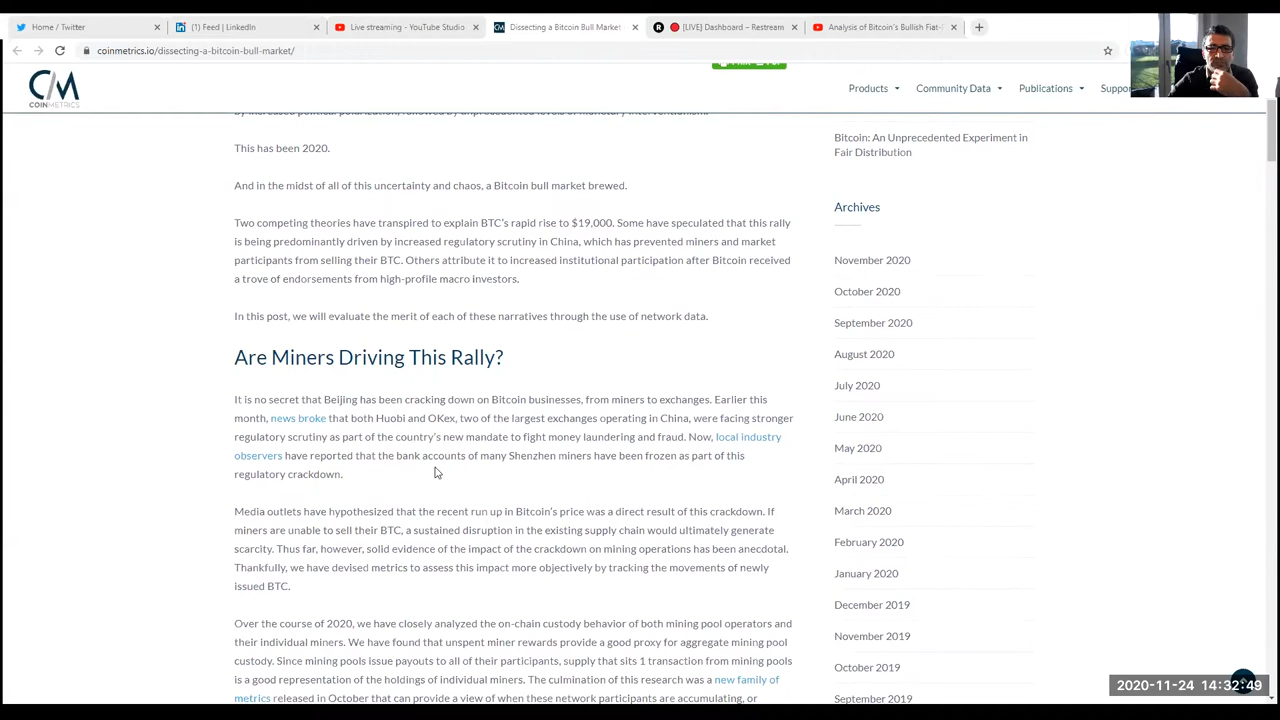 Home / Twitter
(1) Feed | LinkedIn
Live streaming - YouTube Studio
Dissecting a Bitcoin Bull Market
[LIVE] Dashboard – Restream
Analysis of Bitcoin's Bullish Fiat-
coinmetrics.io/dissecting-a-bitcoin-bull-market/
CM
COINMETRICS
Products
Community Data
Publications
Suppor
This has been 2020.
And in the midst of all of this uncertainty and chaos, a Bitcoin bull market brewed.
Two competing theories have transpired to explain BTC's rapid rise to $19,000. Some have speculated that this rally
is being predominantly driven by increased regulatory scrutiny in China, which has prevented miners and market
participants from selling their BTC. Others attribute it to increased institutional participation after Bitcoin received
a trove of endorsements from high-profile macro investors.
In this post, we will evaluate the merit of each of these narratives through the use of network data.
Are Miners Driving This Rally?
It is no secret that Beijing has been cracking down on Bitcoin businesses, from miners to exchanges. Earlier this
month, news broke that both Huobi and OKex, two of the largest exchanges operating in China, were facing stronger
regulatory scrutiny as part of the country's new mandate to fight money laundering and fraud. Now, local industry
observers have reported that the bank accounts of many Shenzhen miners have been frozen as part of this
regulatory crackdown.
Media outlets have hypothesized that the recent run up in Bitcoin's price was a direct result of this crackdown. If
miners are unable to sell their BTC, a sustained disruption in the existing supply chain would ultimately generate
scarcity. Thus far, however, solid evidence of the impact of the crackdown on mining operations has been anecdotal.
Thankfully, we have devised metrics to assess this impact more objectively by tracking the movements of newly
issued BTC.
Over the course of 2020, we have closely analyzed the on-chain custody behavior of both mining pool operators and
their individual miners. We have found that unspent miner rewards provide a good proxy for aggregate mining pool
custody. Since mining pools issue payouts to all of their participants, supply that sits 1 transaction from mining pools
is a good representation of the holdings of individual miners. The culmination of this research was a new family of
metrics released in October that can provide a view of when these network participants are accumulating, or
Bitcoin: An Unprecedented Experiment in
Fair Distribution
Archives
November 2020
October 2020
September 2020
August 2020
July 2020
June 2020
May 2020
April 2020
March 2020
February 2020
January 2020
December 2019
November 2019
October 2019
September 2019
2020-11-24 14:32:49